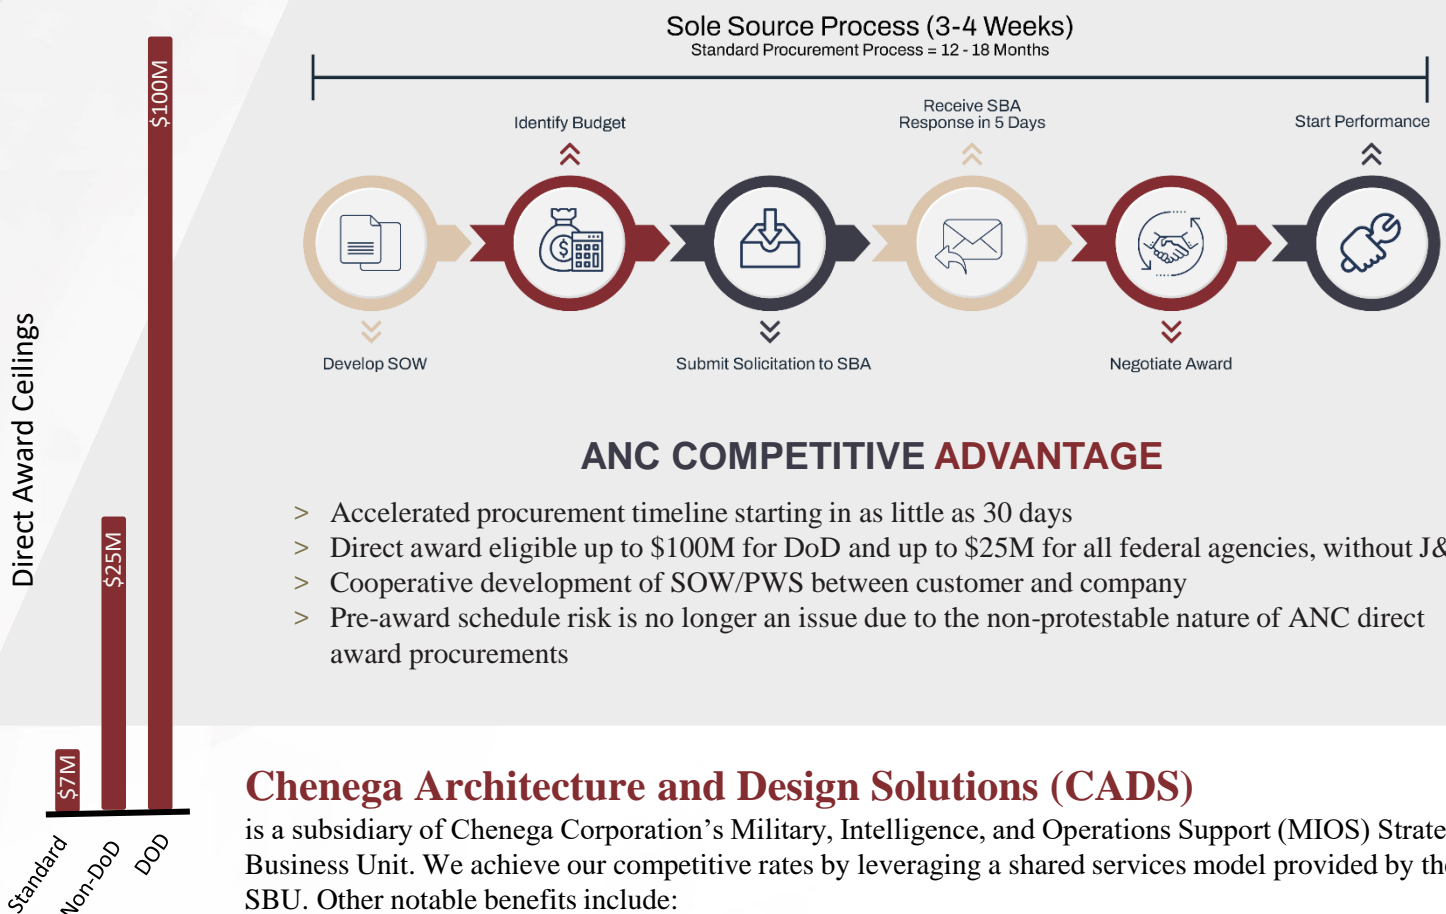 Sole Source Process (3-4 Weeks)
Standard Procurement Process = 12 - 18 Months
Identify Budget
Receive SBA
Response in 5 Days
Start Performance
Develop SOW
Submit Solicitation to SBA
Negotiate Award
Direct Award Ceilings
$7M
$25M
$100M
Standard
Non-DoD
DOD
ANC COMPETITIVE ADVANTAGE
> Accelerated procurement timeline starting in as little as 30 days
> Direct award eligible up to $100M for DoD and up to $25M for all federal agencies, without J&
> Cooperative development of SOW/PWS between customer and company
> Pre-award schedule risk is no longer an issue due to the non-protestable nature of ANC direct
award procurements
Chenega Architecture and Design Solutions (CADS)
is a subsidiary of Chenega Corporation’s Military, Intelligence, and Operations Support (MIOS) Strate
Business Unit. We achieve our competitive rates by leveraging a shared services model provided by the
SBU. Other notable benefits include: